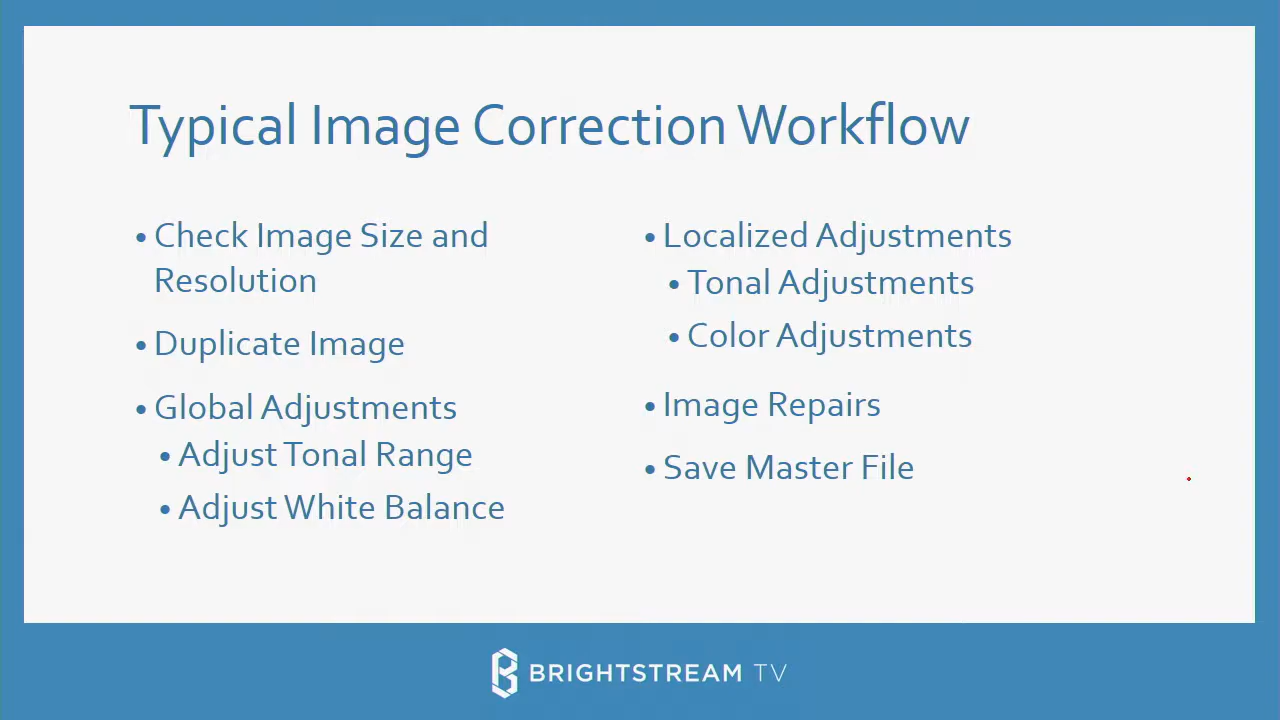 Typical Image Correction Workflow
• Check Image Size and
Resolution
• Duplicate Image
• Global Adjustments
• Adjust Tonal Range
• Adjust White Balance
• Localized Adjustments
• Tonal Adjustments
• Color Adjustments
• Image Repairs
• Save Master File
BRIGHTSTREAM TV